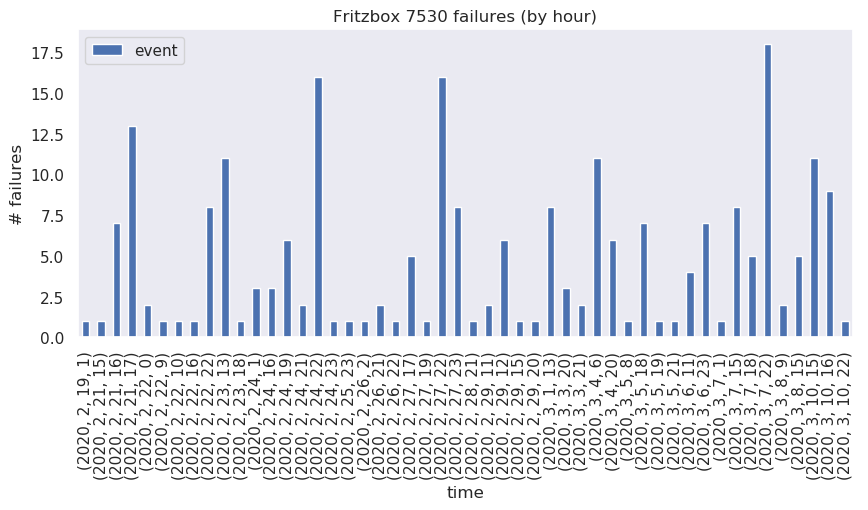 Fritzbox 7530 failures (by hour)
event
# failures
17.5
15.0
12.5
10.0
7.5
5.0
2.5
0.0
(2020, 2, 19, 1)
(2020, 2, 21, 15)
(2020, 2, 21, 16)
(2020, 2, 21, 17)
(2020, 2, 22, 0)
(2020, 2, 22, 9)
(2020, 2, 22, 10)
(2020, 2, 22, 16)
(2020, 2, 22, 22)
(2020, 2, 23, 13)
(2020, 2, 23, 18)
(2020, 2, 24, 1)
(2020, 2, 24, 16)
(2020, 2, 24, 19)
(2020, 2, 24, 21)
(2020, 2, 24, 22)
(2020, 2, 24, 23)
(2020, 2, 25, 23)
(2020, 2, 26, 2)
(2020, 2, 26, 21)
(2020, 2, 26, 22)
(2020, 2, 27, 17)
(2020, 2, 27, 19)
(2020, 2, 27, 22)
(2020, 2, 27, 23)
(2020, 2, 28, 21)
(2020, 2, 29, 11)
(2020, 2, 29, 12)
(2020, 2, 29, 15)
(2020, 2, 29, 20)
(2020, 3, 1, 13)
(2020, 3, 3, 20)
(2020, 3, 3, 21)
(2020, 3, 4, 6)
(2020, 3, 4, 20)
(2020, 3, 5, 8)
(2020, 3, 5, 18)
(2020, 3, 5, 19)
(2020, 3, 5, 21)
(2020, 3, 6, 11)
(2020, 3, 6, 23)
(2020, 3, 7, 1)
(2020, 3, 7, 15)
(2020, 3, 7, 18)
(2020, 3, 7, 22)
(2020, 3, 8, 9)
(2020, 3, 8, 15)
(2020, 3, 10, 15)
(2020, 3, 10, 16)
(2020, 3, 10, 22)
time